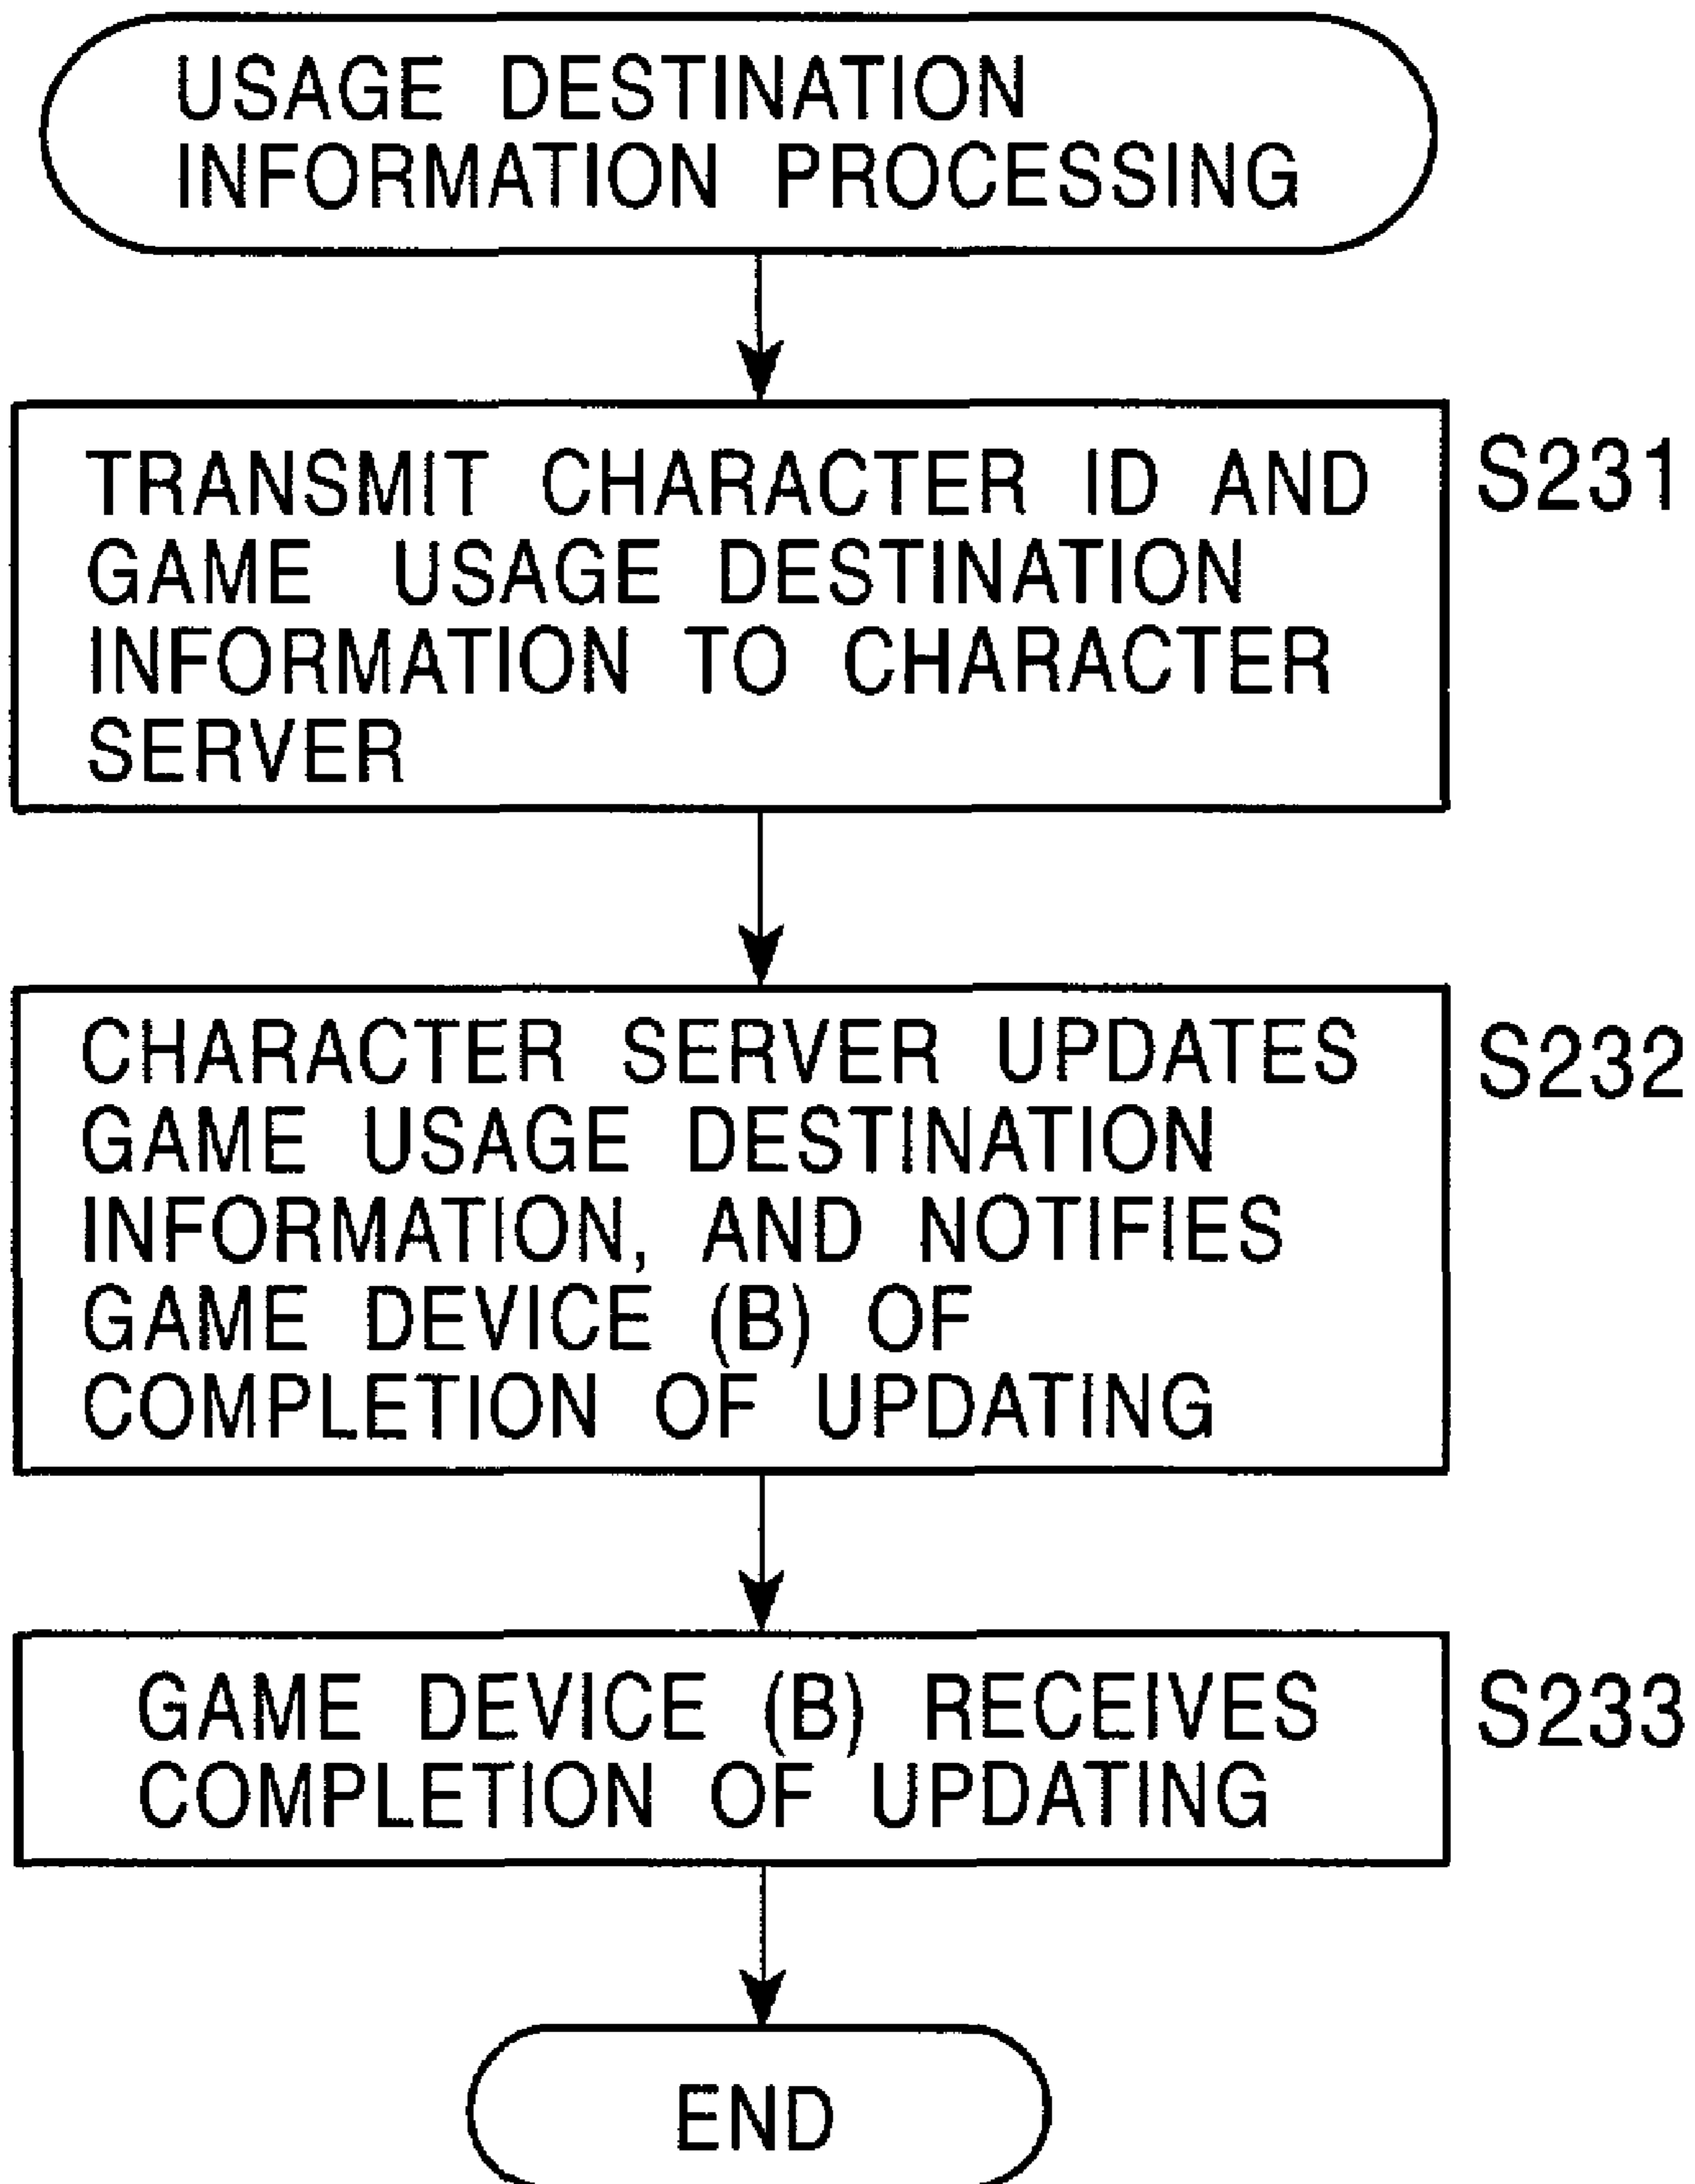 USAGE DESTINATION
INFORMATION PROCESSING
TRANSMIT CHARACTER ID AND
GAME USAGE DESTINATION
INFORMATION TO CHARACTER
SERVER
S231
CHARACTER SERVER UPDATES
GAME USAGE DESTINATION
INFORMATION, AND NOTIFIES
GAME DEVICE (B) OF
COMPLETION OF UPDATING
S232
GAME DEVICE (B) RECEIVES
COMPLETION OF UPDATING
S233
END